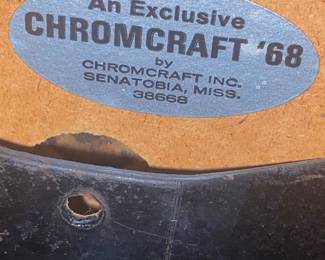 An Exclusive
CHROMCRAFT '68
by
CHROMCRAFT INC.
SENATOBIA, MISS.
38668